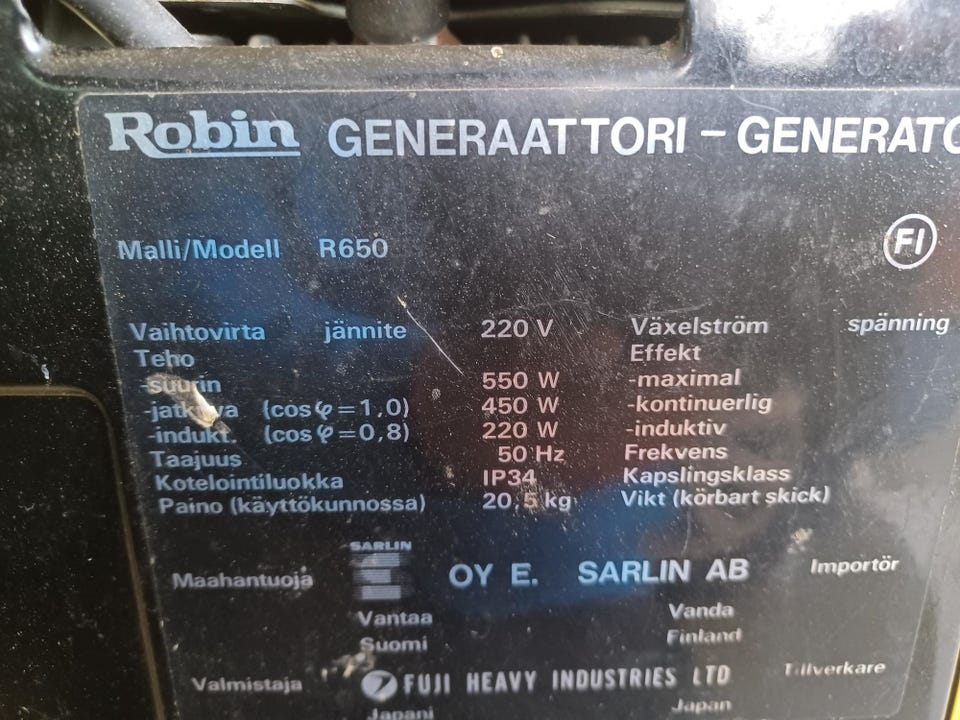 Robin GENERAATTORI – GENERATO
Malli/Modell R650
FI
Vaihtovirta jännite 220 V Växelström spänning
Teho Effekt
-suurin 550 W -maximal
-jatkuva (cos φ = 1,0) 450 W -kontinuerlig
-indukt. (cos φ = 0,8) 220 W -induktiv
Taajuus 50 Hz Frekvens
Kotelointiluokka IP34 Kapslingsklass
Paino (käyttökunnossa) 20,5 kg Vikt (körbart skick)
SARLIN
Maahantuoja OY E. SARLIN AB Importör
Vantaa Vanda
Suomi Finland
Valmistaja FUJI HEAVY INDUSTRIES LTD Tillverkare
Japani Japan